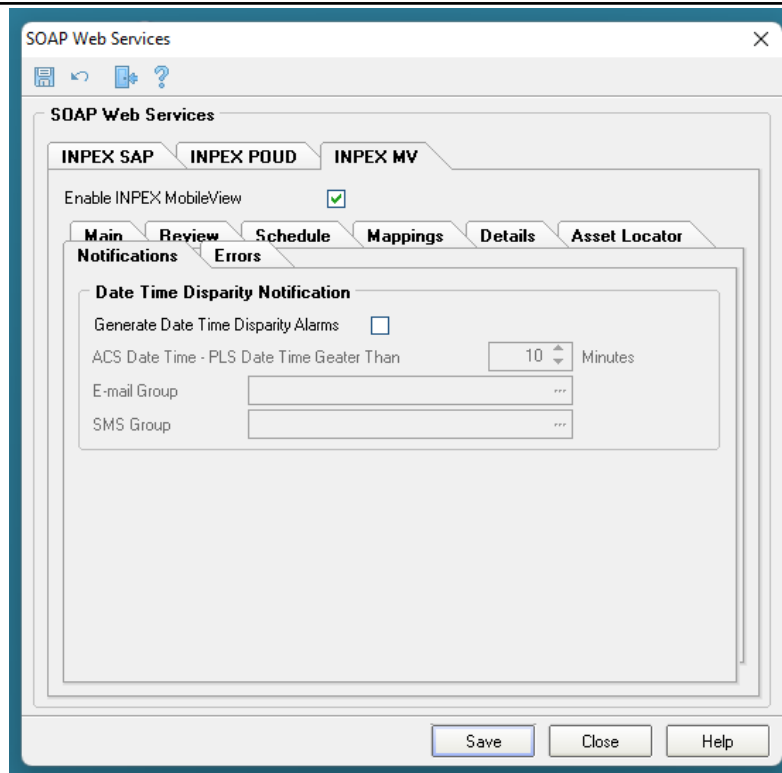 SOAP Web Services
SOAP Web Services
INPEX SAP INPEX POUD INPEX MV
Enable INPEX MobileView
Main Review Schedule Mappings Details Asset Locator
Notifications Errors
Date Time Disparity Notification
Generate Date Time Disparity Alarms
ACS Date Time - PLS Date Time Geater Than 10 Minutes
E-mail Group ...
SMS Group ...
Save Close Help